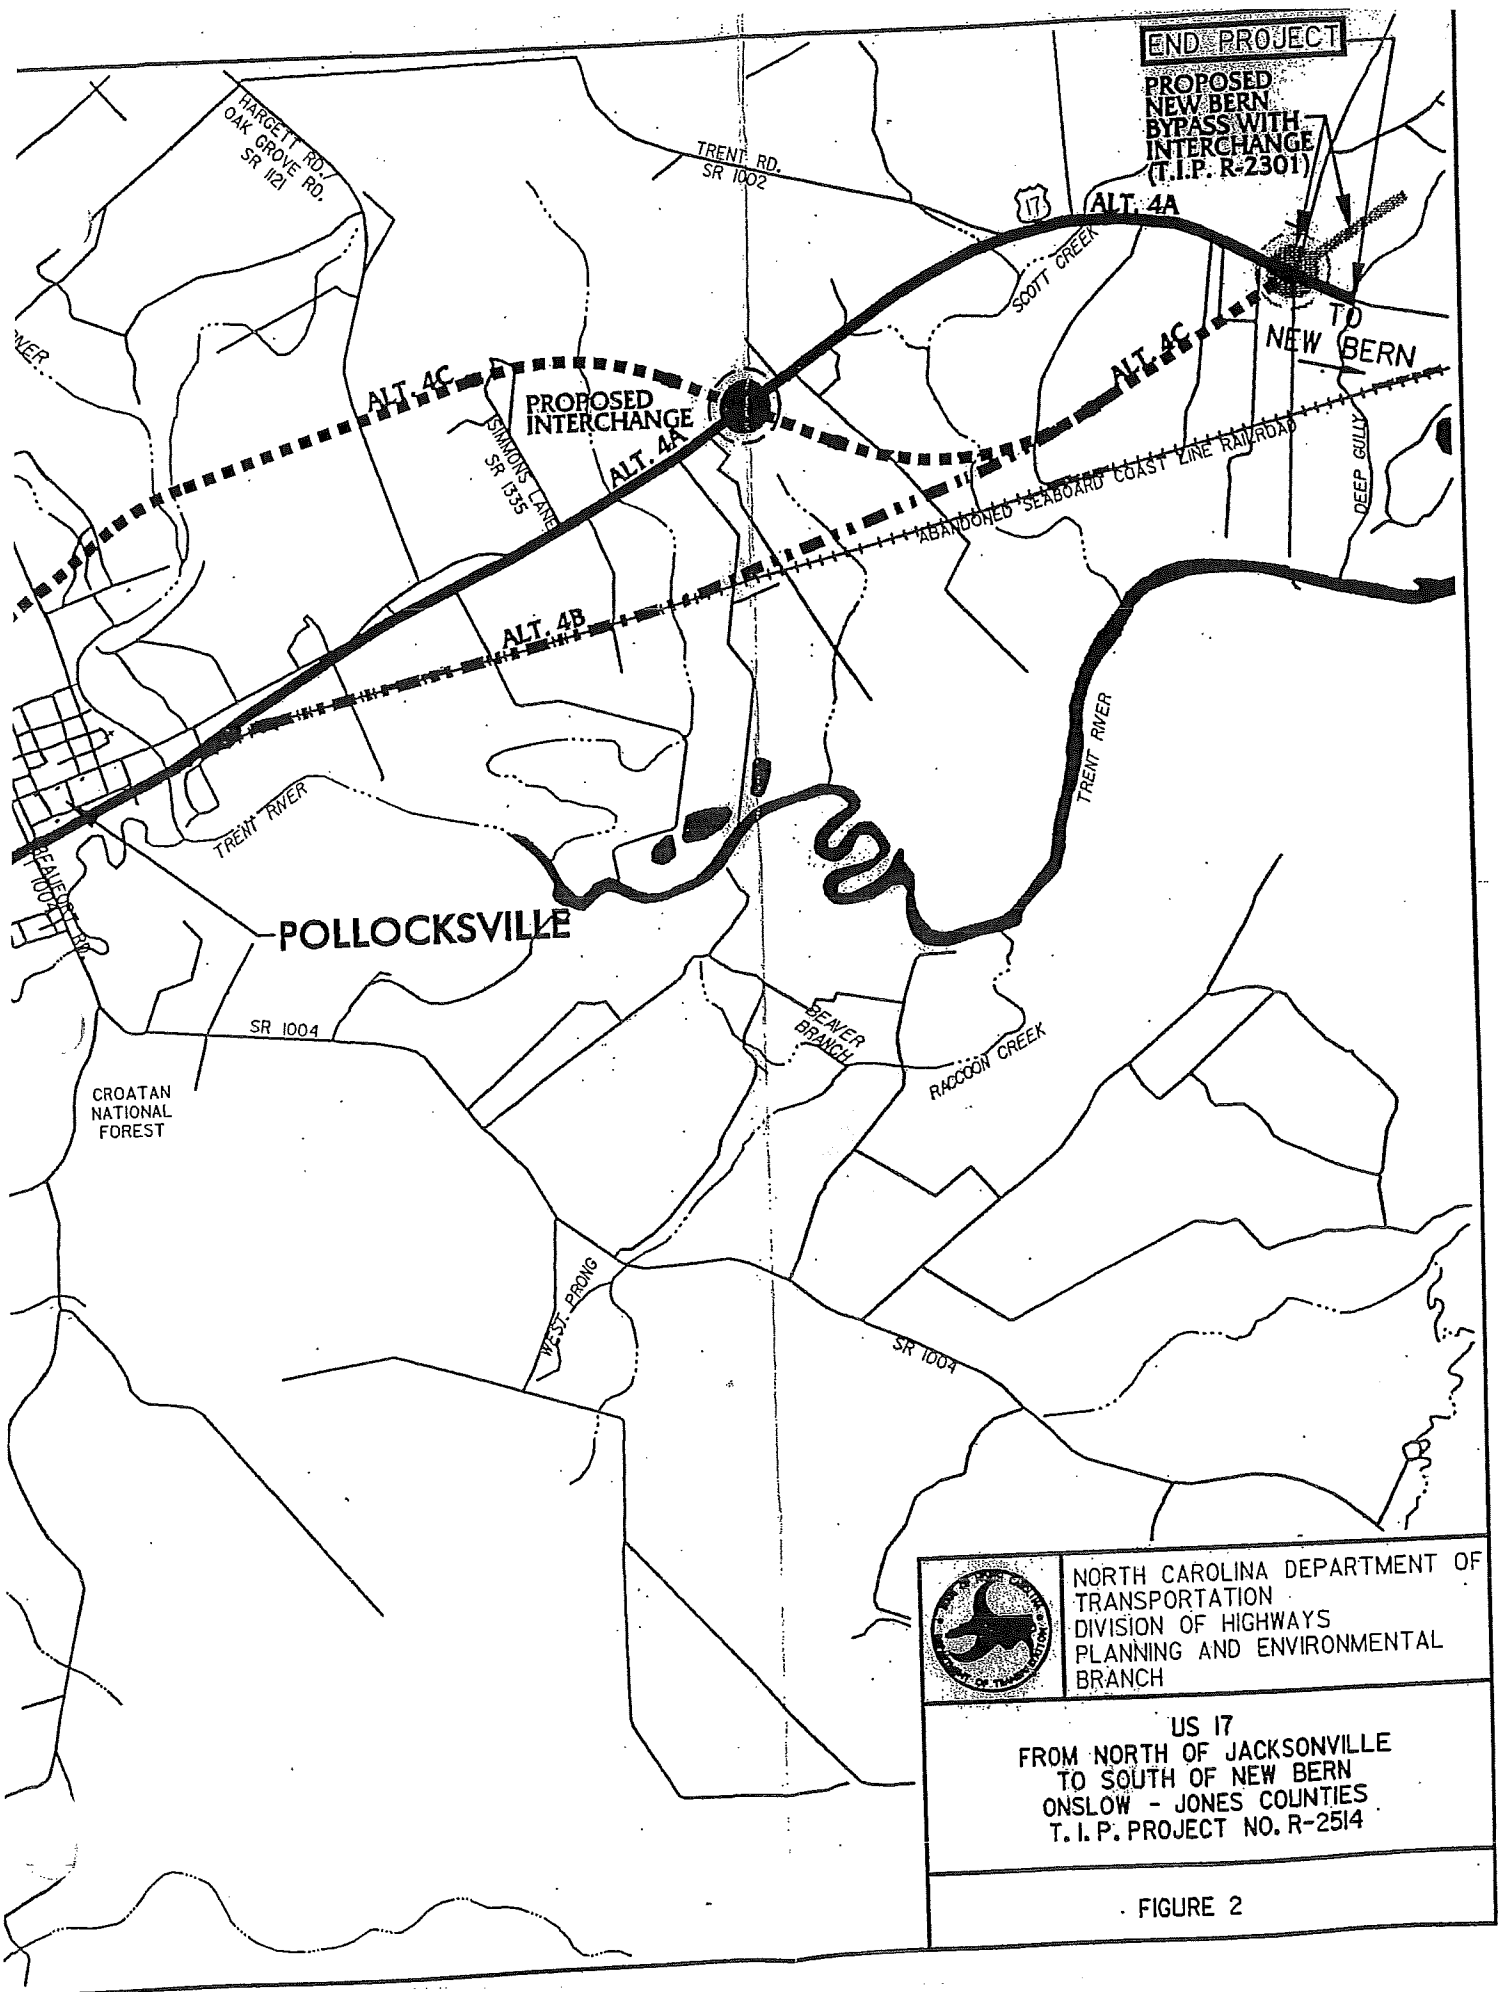 END PROJECT
PROPOSED
NEW BERN
BYPASS WITH
INTERCHANGE
(T.I.P. R-2301)
HARGETT RD./
OAK GROVE RD.
SR 1121
TRENT RD.
SR 1002
17
ALT. 4A
SCOTT CREEK
TO
NEW BERN
ALT. 4C
ALT. 4C
PROPOSED
INTERCHANGE
ALT. 4A
SIMMONS LANE
SR 1335
ABANDONED SEABOARD COAST LINE RAILROAD
DEEP GULLY
ALT. 4B
TRENT RIVER
TRENT RIVER
BEAUFORT RD.
1004
POLLOCKSVILLE
SR 1004
BEAVER
BRANCH
RACCOON CREEK
CROATAN
NATIONAL
FOREST
WEST PRONG
SR 1004
NORTH CAROLINA DEPARTMENT OF
TRANSPORTATION
DIVISION OF HIGHWAYS
PLANNING AND ENVIRONMENTAL
BRANCH
US 17
FROM NORTH OF JACKSONVILLE
TO SOUTH OF NEW BERN
ONSLOW - JONES COUNTIES
T. I. P. PROJECT NO. R-2514
FIGURE 2